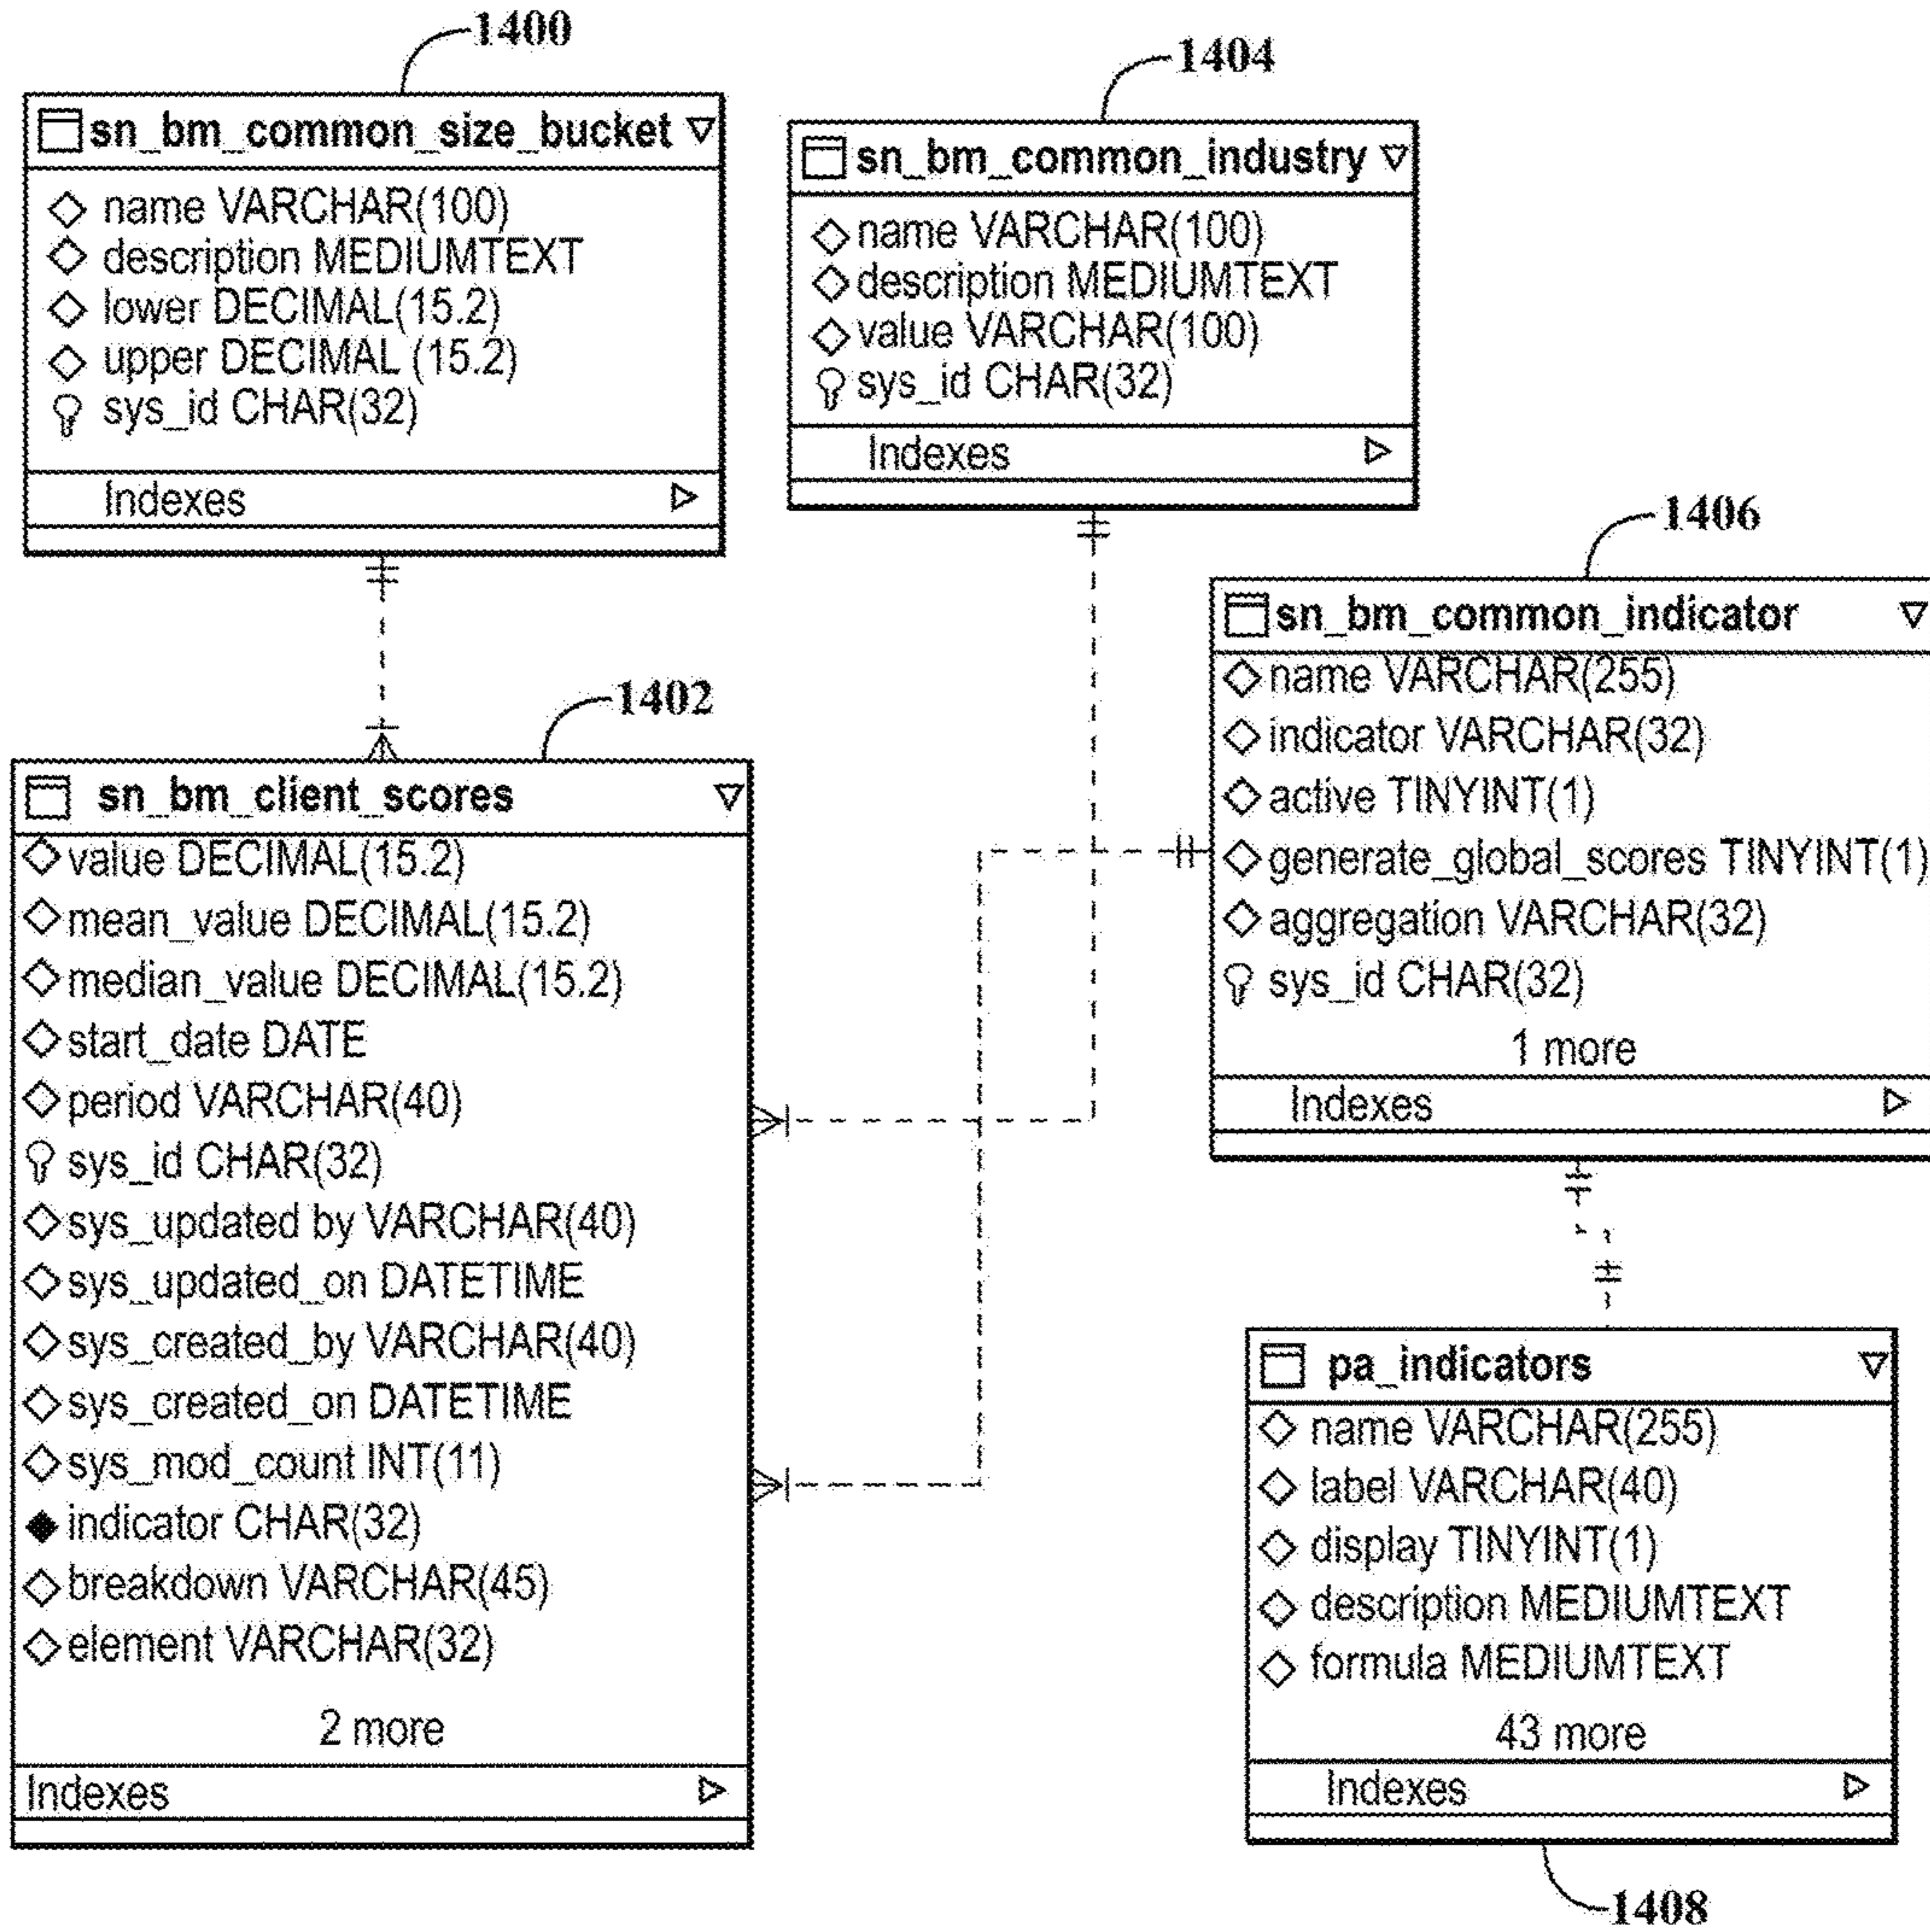 1400
sn_bm_common_size_bucket
name VARCHAR(100)
description MEDIUMTEXT
lower DECIMAL(15.2)
upper DECIMAL (15.2)
sys_id CHAR(32)
Indexes
1404
sn_bm_common_industry
name VARCHAR(100)
description MEDIUMTEXT
value VARCHAR(100)
sys_id CHAR(32)
Indexes
1406
sn_bm_common_indicator
name VARCHAR(255)
indicator VARCHAR(32)
active TINYINT(1)
generate_global_scores TINYINT(1)
aggregation VARCHAR(32)
sys_id CHAR(32)
1 more
Indexes
1402
sn_bm_client_scores
value DECIMAL(15.2)
mean_value DECIMAL(15.2)
median_value DECIMAL(15.2)
start_date DATE
period VARCHAR(40)
sys_id CHAR(32)
sys_updated by VARCHAR(40)
sys_updated_on DATETIME
sys_created_by VARCHAR(40)
sys_created_on DATETIME
sys_mod_count INT(11)
indicator CHAR(32)
breakdown VARCHAR(45)
element VARCHAR(32)
2 more
Indexes
pa_indicators
name VARCHAR(255)
label VARCHAR(40)
display TINYINT(1)
description MEDIUMTEXT
formula MEDIUMTEXT
43 more
Indexes
1408